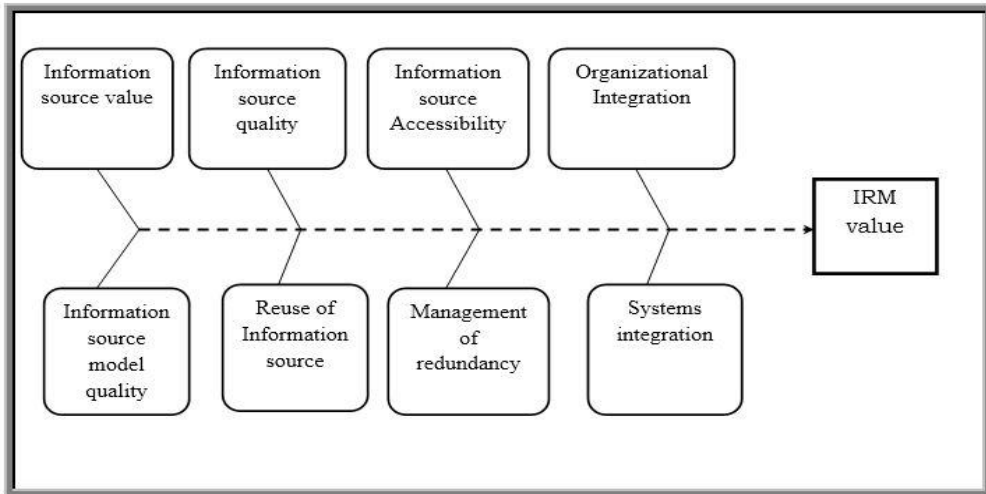 Information
source value
Information
source
quality
Information
source
Accessibility
Organizational
Integration
IRM
value
Information
source
model
quality
Reuse of
Information
source
Management
of
redundancy
Systems
integration